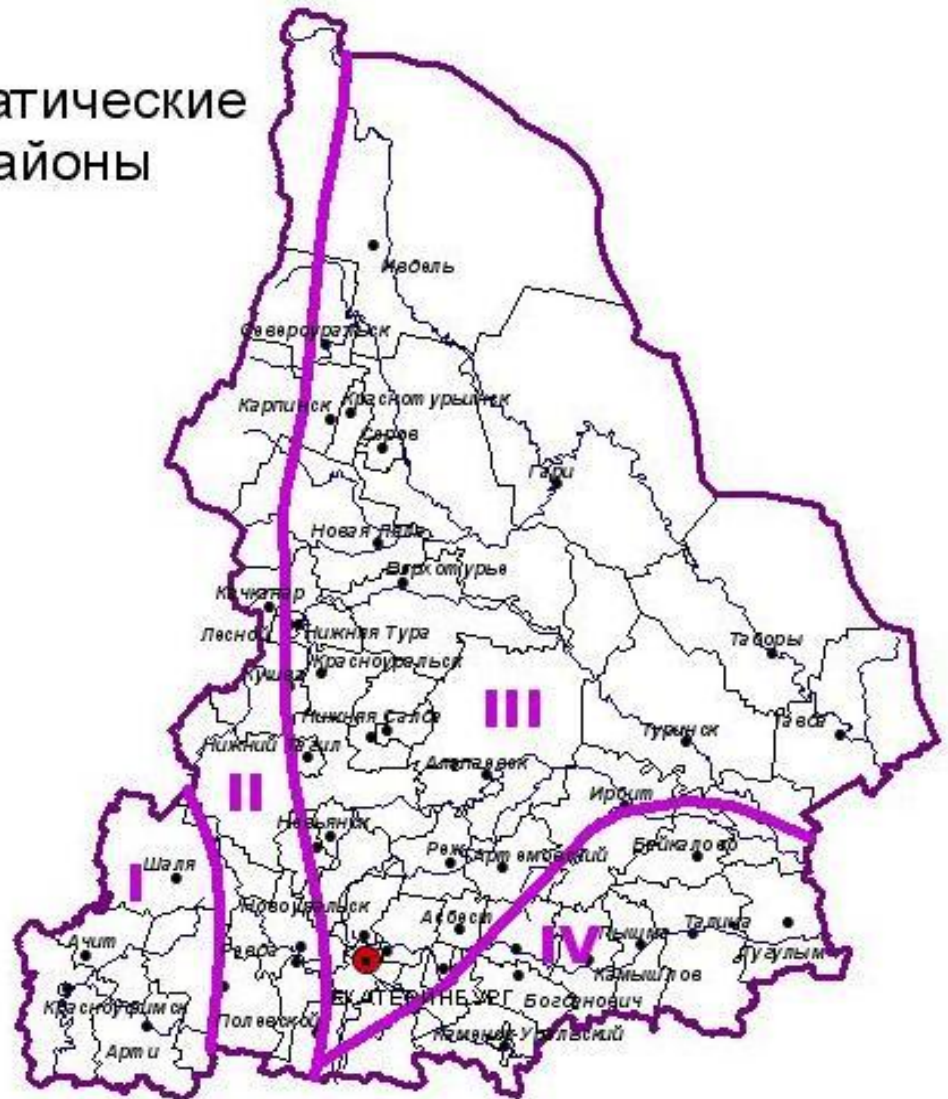 атические
айоны
Ивдель
Североуральск
Карпинск
Краснотурьинск
Серов
Гари
Новая Ляля
Верхотурье
Качканар
Лесной
Нижняя Тура
Красноуральск
Кушва
Таборы
Нижняя Салда
III
Туринск
Тавда
Нижний Тагил
II
Алапаевск
Ирбит
Невьянск
Реж
Артемовский
Байкалово
I
Шаля
Новоуральск
Асбест
Ачит
Ревда
IV
Пышма
Талица
Тугулым
Камышлов
Красноуфимск
ЕКАТЕРИНБУРГ
Богданович
Полевской
Каменск-Уральский
Арти